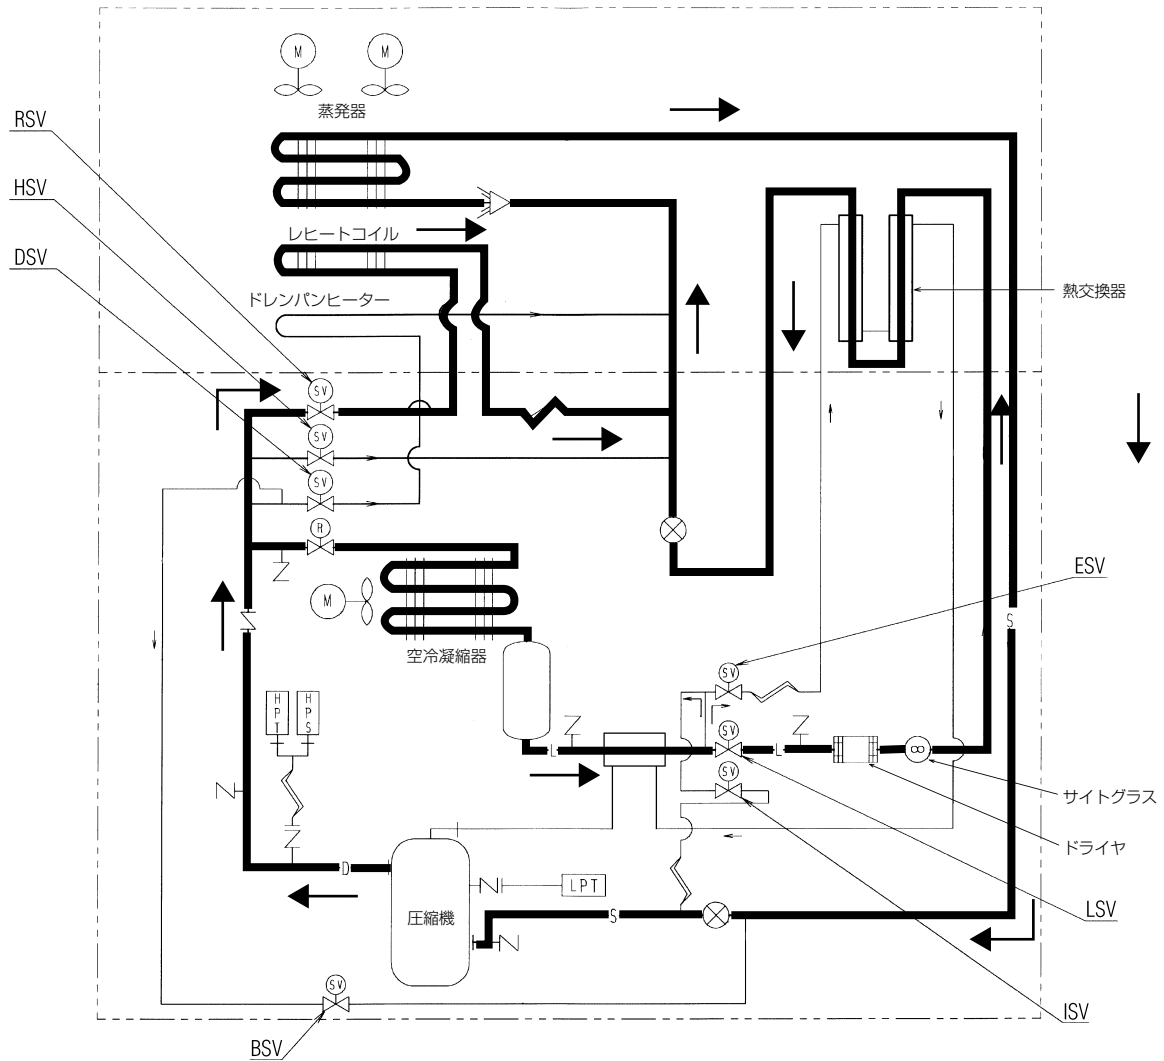 M M
蒸発器
RSV
HSV
レヒートコイル
DSV
ドレンパンヒーター
熱交換器
SV
SV
SV
R
ESV
M
S
空冷凝縮器
SV
HPT
HPS
SV
L
L
SV
サイトグラス
ドライヤ
D
LPT
圧縮機
S
LSV
SV
ISV
BSV